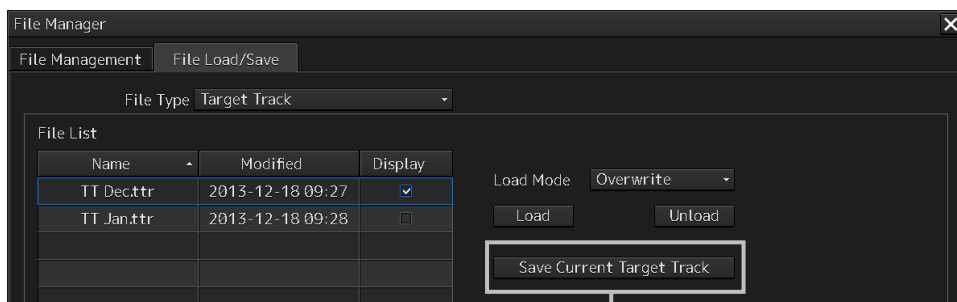 File Manager
File Management File Load/Save
File Type Target Track
File List
Name Modified Display
TT Dec.ttr 2013-12-18 09:27
TT Jan.ttr 2013-12-18 09:28
Load Mode Overwrite
Load Unload
Save Current Target Track